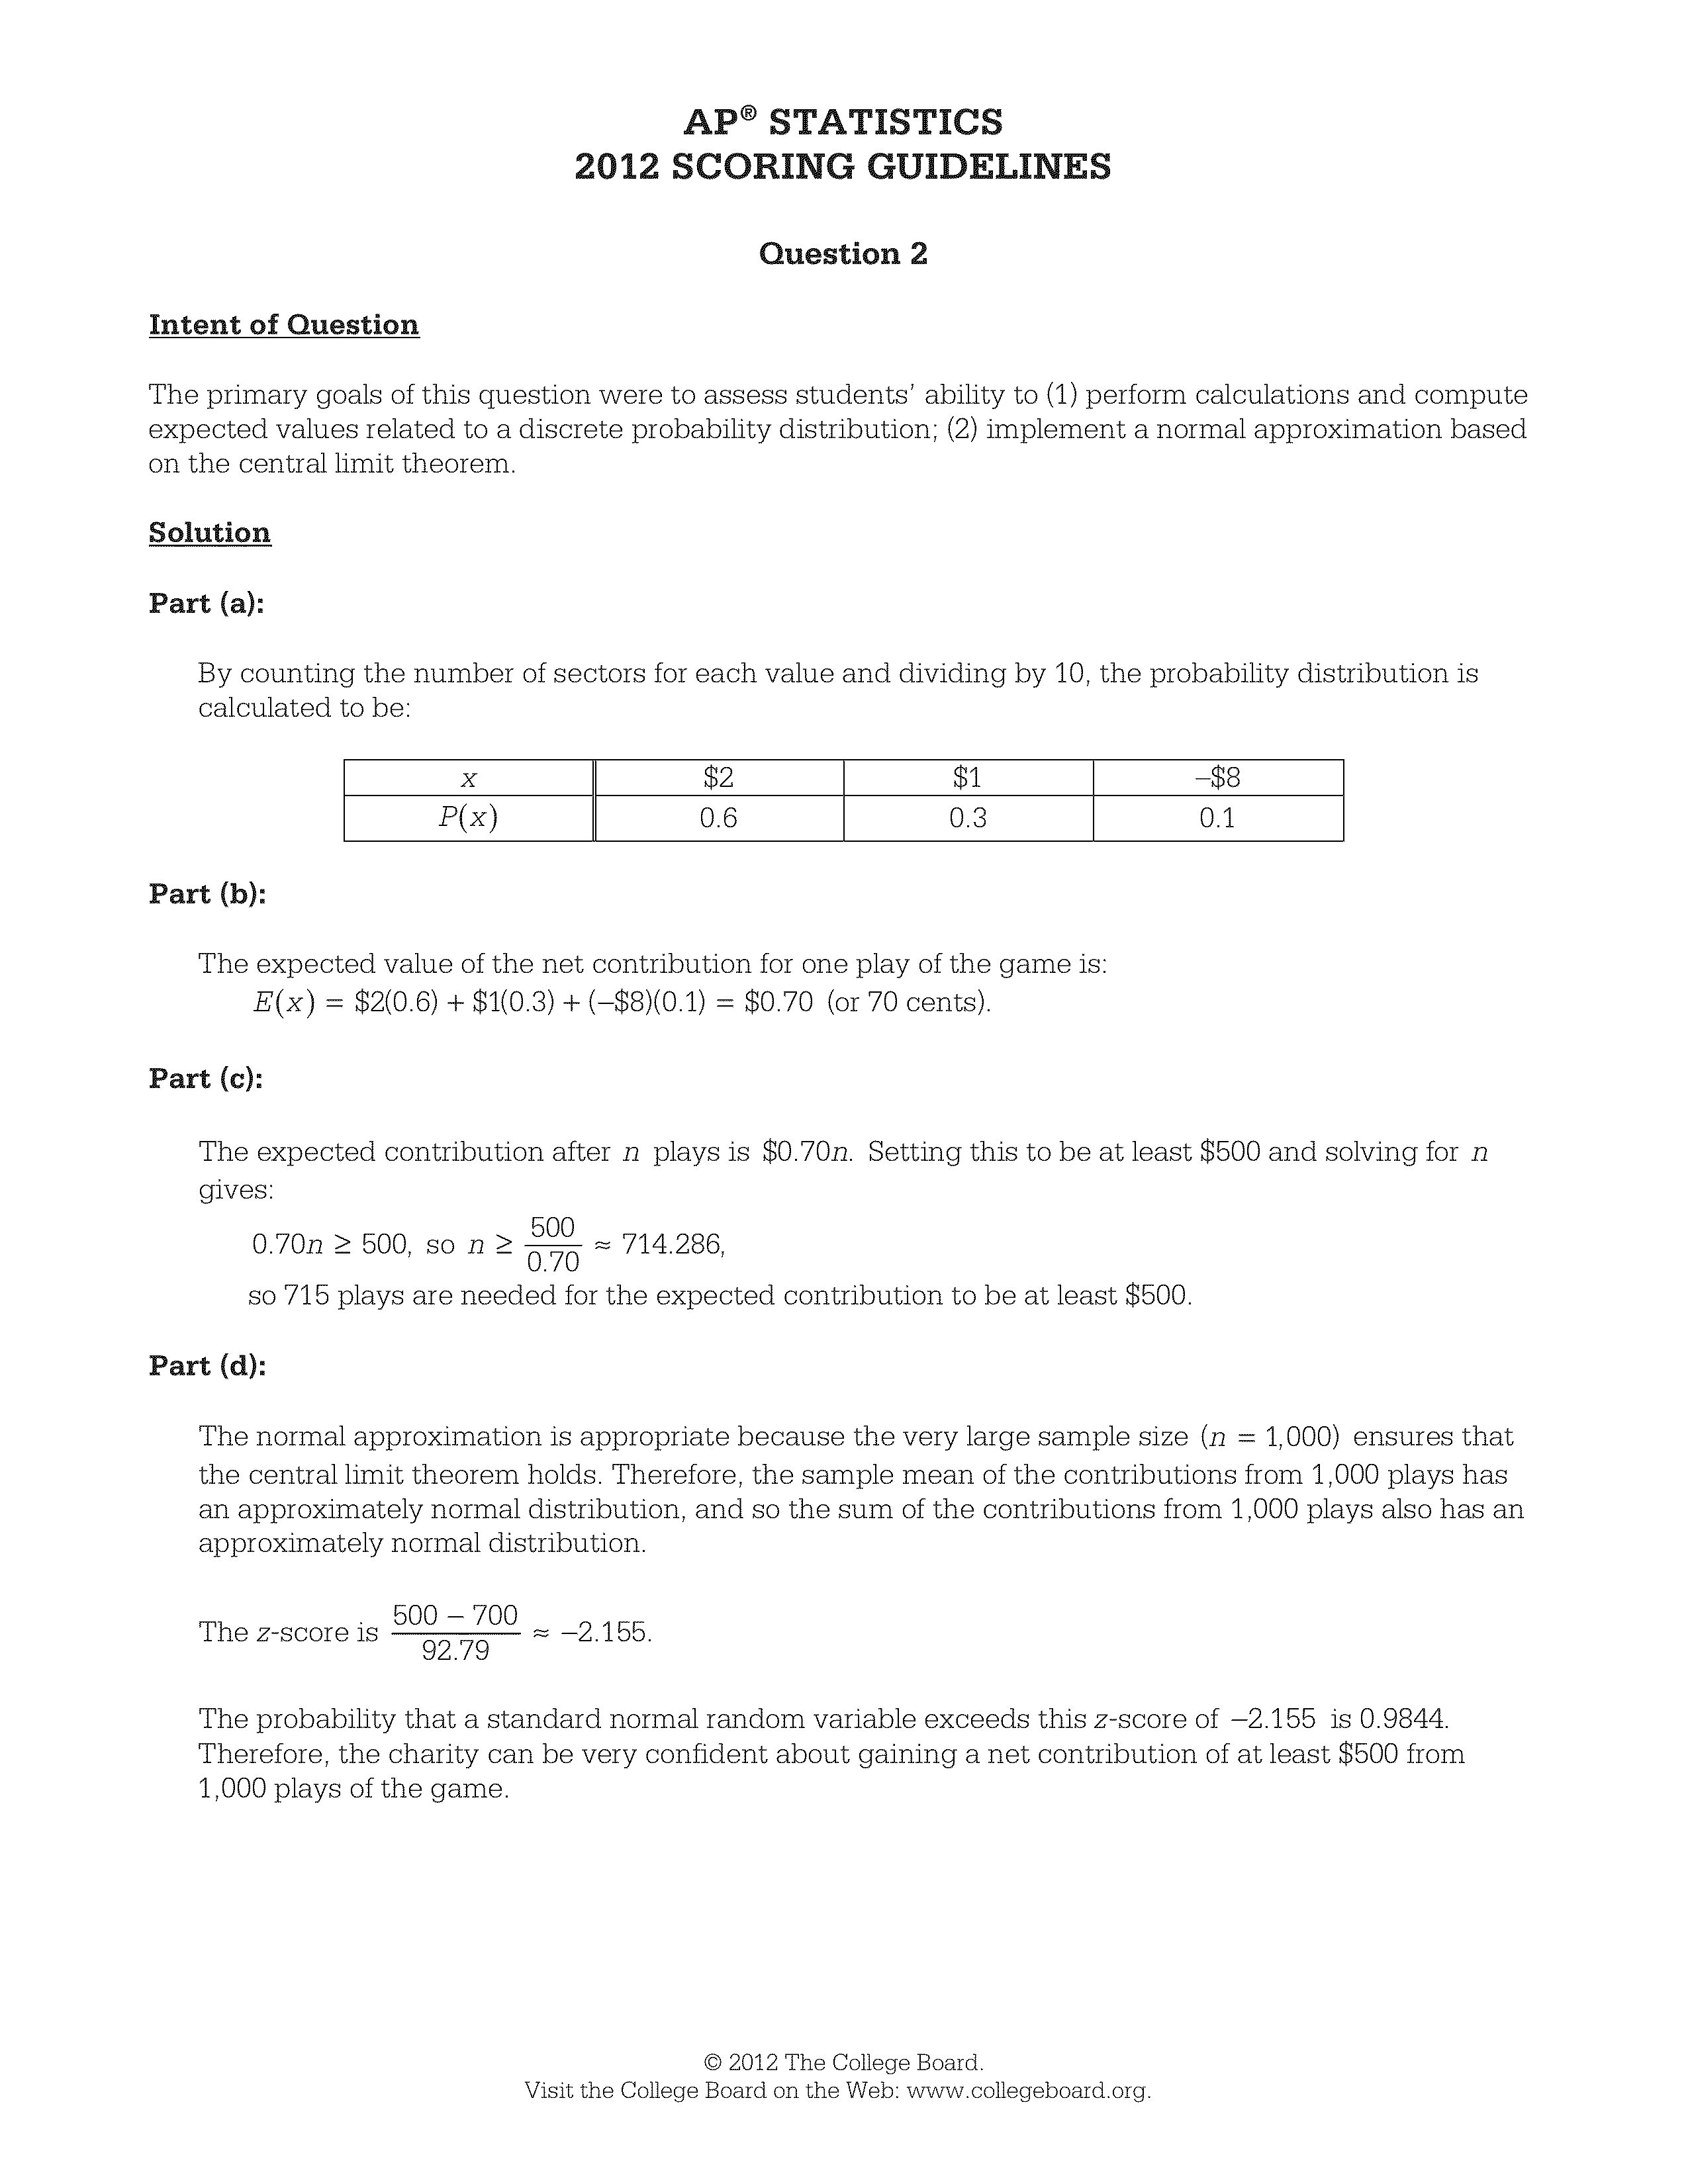 AP® STATISTICS
2012 SCORING GUIDELINES
Question 2
Intent of Question
The primary goals of this question were to assess students’ ability to (1) perform calculations and compute
expected values related to a discrete probability distribution; (2) implement a normal approximation based
on the central limit theorem.
Solution
Part (a):
By counting the number of sectors for each value and dividing by 10, the probability distribution is
calculated to be:
x $2 $1 –$8
P(x) 0.6 0.3 0.1
Part (b):
The expected value of the net contribution for one play of the game is:
E(x) = $2(0.6) + $1(0.3) + (–$8)(0.1) = $0.70 (or 70 cents).
Part (c):
The expected contribution after n plays is $0.70n. Setting this to be at least $500 and solving for n
gives:
0.70n ≥ 500, so n ≥ 500/0.70 ≈ 714.286,
so 715 plays are needed for the expected contribution to be at least $500.
Part (d):
The normal approximation is appropriate because the very large sample size (n = 1,000) ensures that
the central limit theorem holds. Therefore, the sample mean of the contributions from 1,000 plays has
an approximately normal distribution, and so the sum of the contributions from 1,000 plays also has an
approximately normal distribution.
The z-score is (500 – 700)/92.79 ≈ –2.155.
The probability that a standard normal random variable exceeds this z-score of –2.155 is 0.9844.
Therefore, the charity can be very confident about gaining a net contribution of at least $500 from
1,000 plays of the game.
© 2012 The College Board.
Visit the College Board on the Web: www.collegeboard.org.